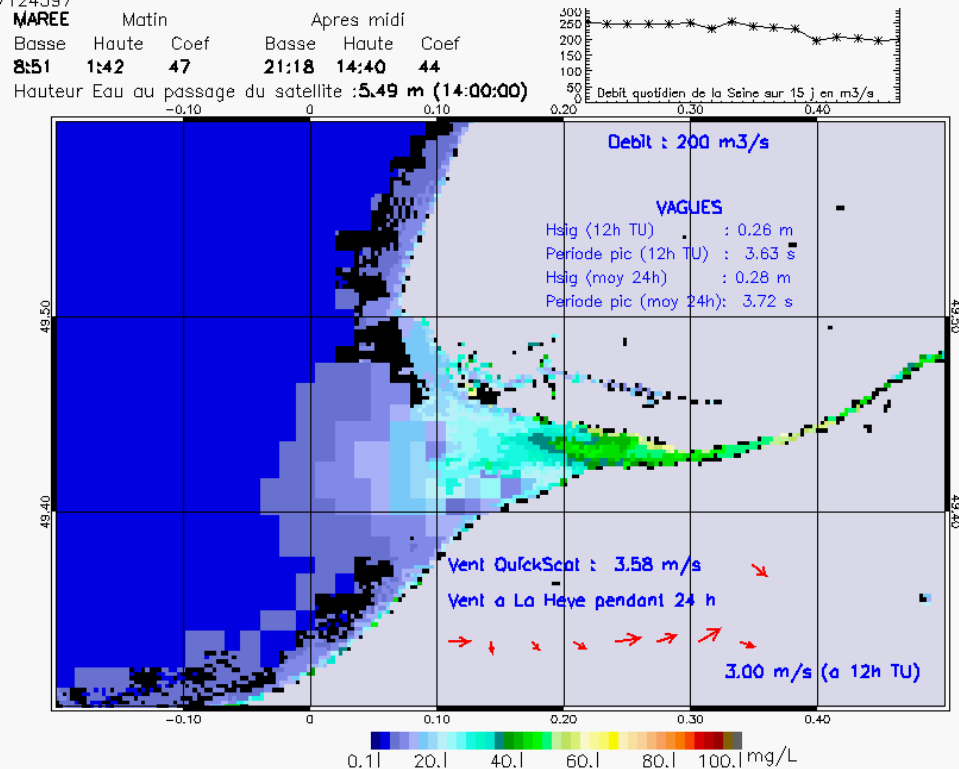 MAREE Matin Apres midi
Basse Haute Coef Basse Haute Coef
8:51 1:42 47 21:18 14:40 44
Hauteur Eau au passage du satellite :5.49 m (14:00:00)
300
250
200
150
100
50
0
Debit quotidien de la Seine sur 15 j en m3/s
-0.10 0 0.10 0.20 0.30 0.40
Debit : 200 m3/s
VAGUES
Hsig (12h TU) : 0.26 m
Periode pic (12h TU) : 3.63 s
Hsig (moy 24h) : 0.28 m
Periode pic (moy 24h): 3.72 s
49.50 49.50
49.40 49.40
Vent QuickScat : 3.58 m/s
Vent a La Heve pendant 24 h
3.00 m/s (a 12h TU)
-0.10 0 0.10 0.20 0.30 0.40
0.1| 20.| 40.| 60.| 80.| 100.| mg/L